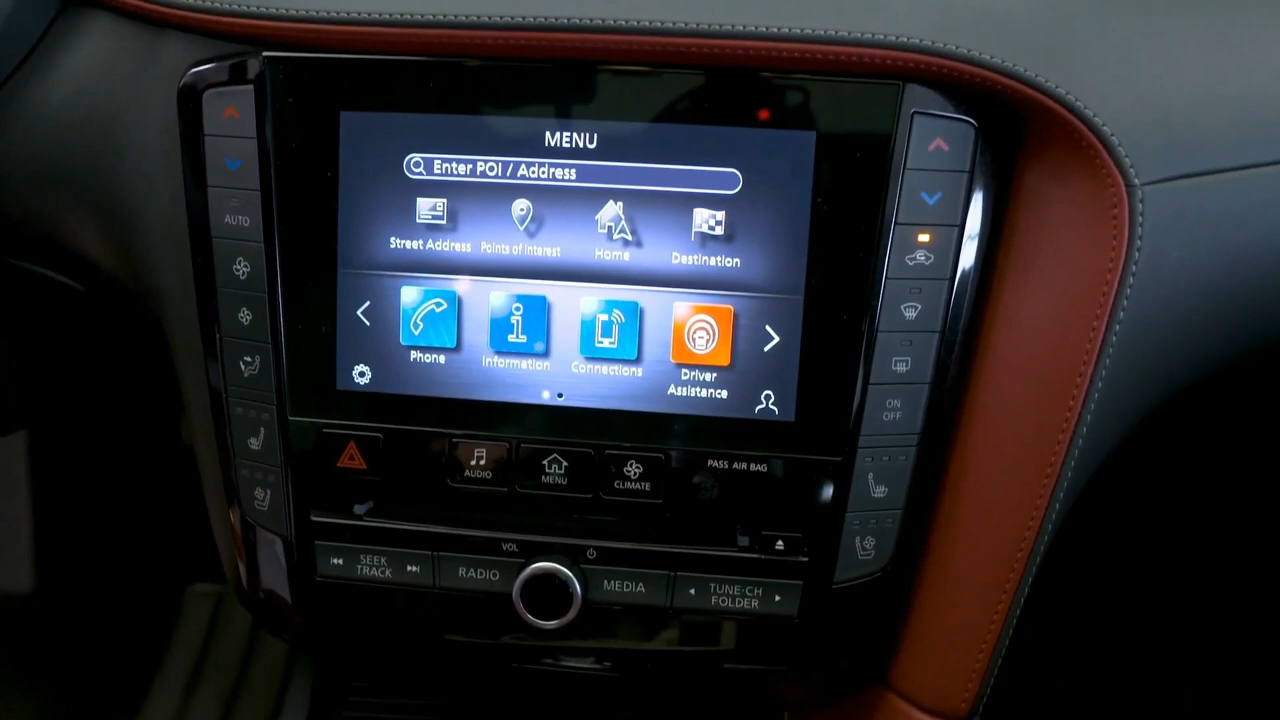 MENU
Enter POI / Address
Street Address
Points of Interest
Home
Destination
AUTO
Phone
Information
Connections
Driver
Assistance
ON
OFF
AUDIO
MENU
CLIMATE
PASS AIR BAG
VOL
SEEK
TRACK
RADIO
MEDIA
TUNE·CH
FOLDER